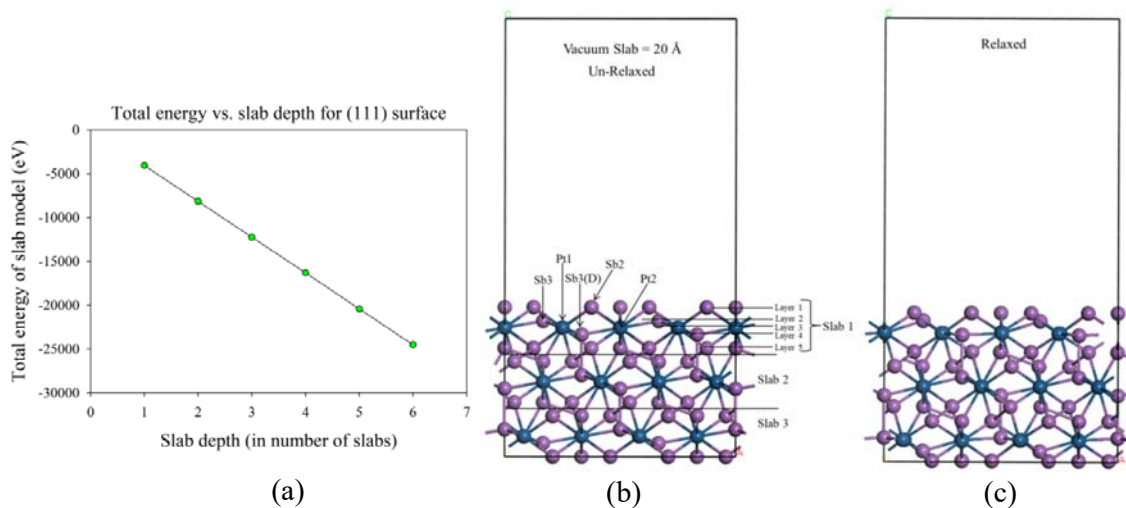 Total energy vs. slab depth for (111) surface
Total energy of slab model (eV)
0
-5000
-10000
-15000
-20000
-25000
-30000
0 1 2 3 4 5 6 7
Slab depth (in number of slabs)
(a)
Vacuum Slab = 20 Å
Un-Relaxed
Sb3
Pt1
Sb3(D)
Sb2
Pt2
Layer 1
Layer 2
Layer 3
Layer 4
Layer 5
Slab 1
Slab 2
Slab 3
A
(b)
Relaxed
A
(c)